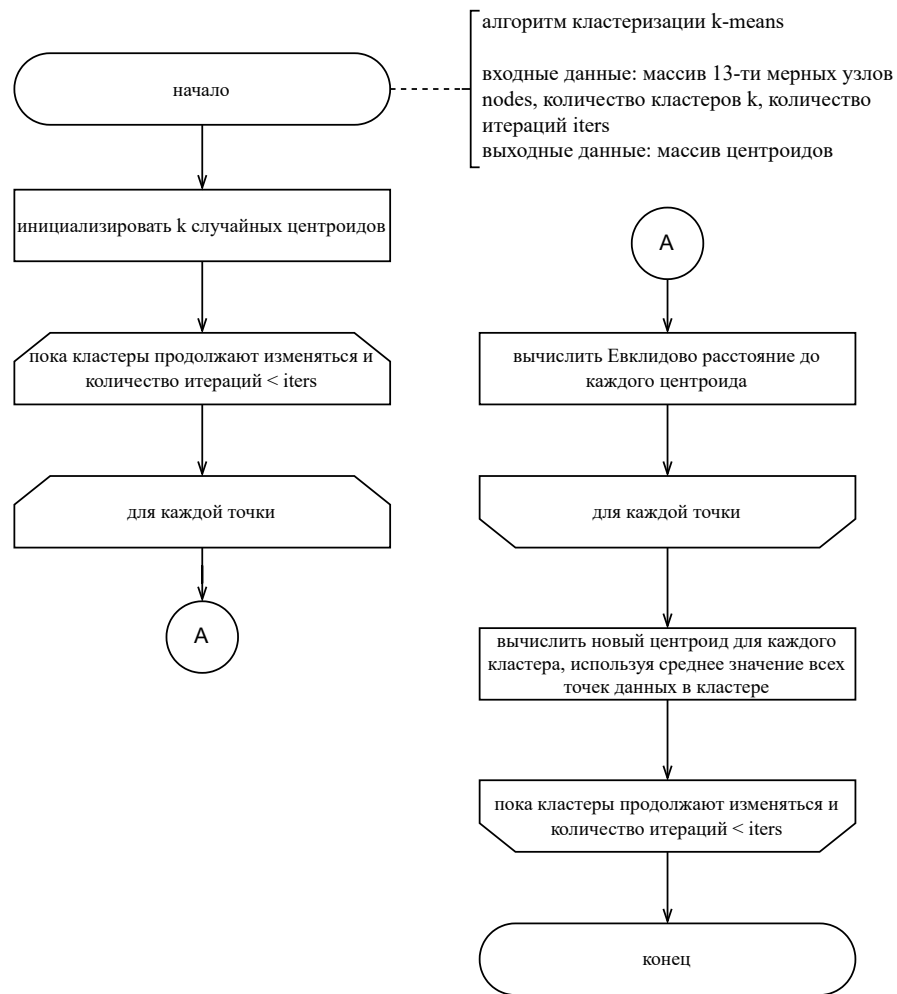 алгоритм кластеризации k-means
входные данные: массив 13-ти мерных узлов
nodes, количество кластеров k, количество
итераций iters
выходные данные: массив центроидов
начало
инициализировать k случайных центроидов
пока кластеры продолжают изменяться и
количество итераций < iters
для каждой точки
A
A
вычислить Евклидово расстояние до
каждого центроида
для каждой точки
вычислить новый центроид для каждого
кластера, используя среднее значение всех
точек данных в кластере
пока кластеры продолжают изменяться и
количество итераций < iters
конец